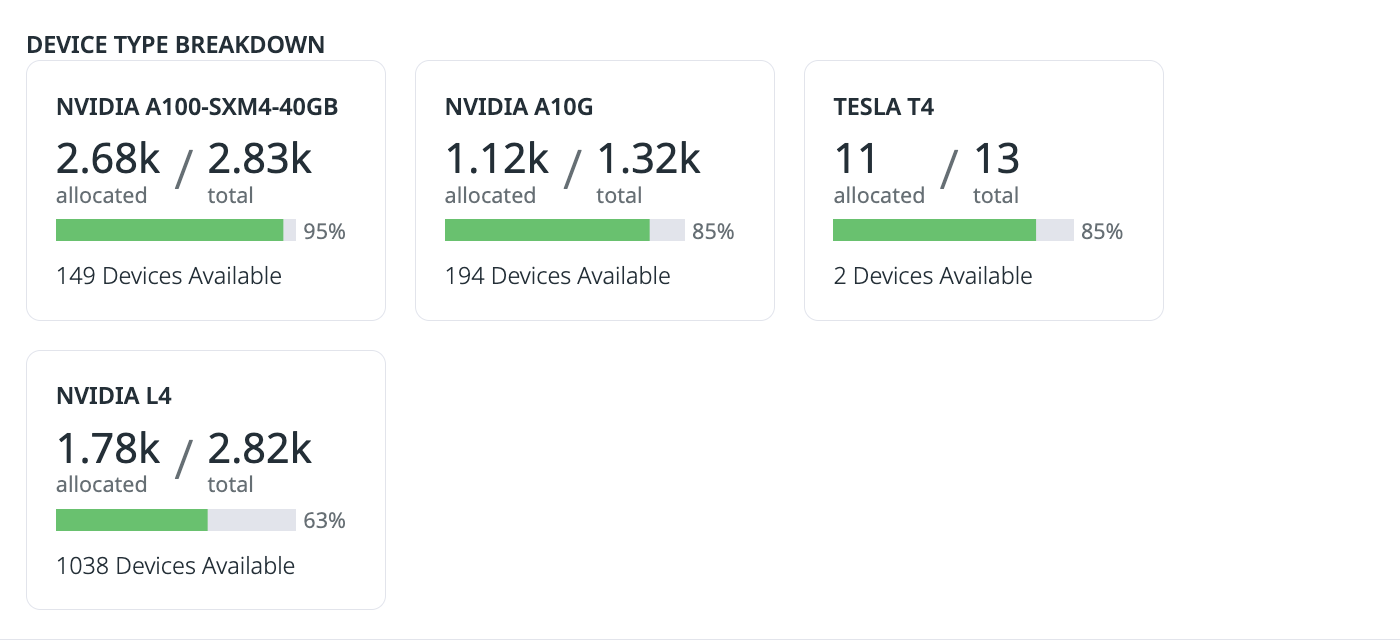 DEVICE TYPE BREAKDOWN
NVIDIA A100-SXM4-40GB
2.68k / 2.83k
allocated total
95%
149 Devices Available
NVIDIA A10G
1.12k / 1.32k
allocated total
85%
194 Devices Available
TESLA T4
11 / 13
allocated total
85%
2 Devices Available
NVIDIA L4
1.78k / 2.82k
allocated total
63%
1038 Devices Available